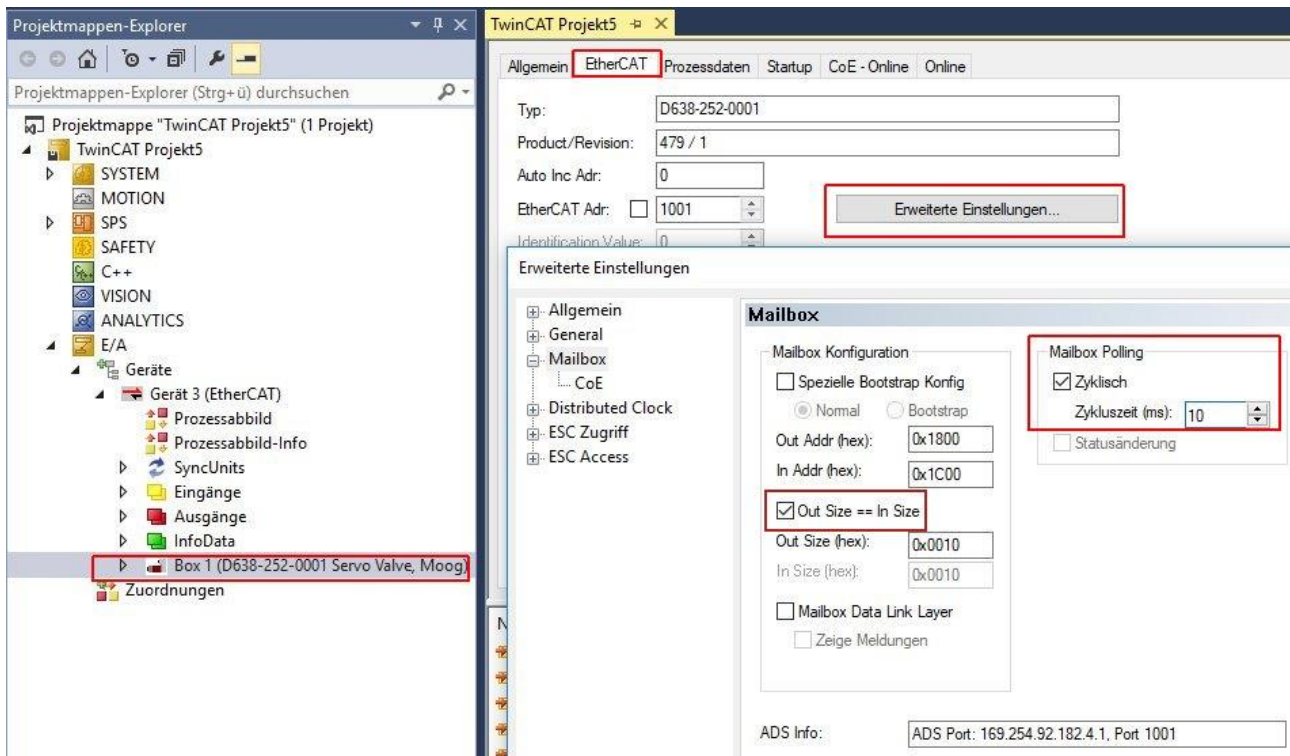 Projektmappen-Explorer
Projektmappen-Explorer (Strg+ü) durchsuchen
Projektmappe "TwinCAT Projekt5" (1 Projekt)
TwinCAT Projekt5
SYSTEM
MOTION
SPS
SAFETY
C++
VISION
ANALYTICS
E/A
Geräte
Gerät 3 (EtherCAT)
Prozessabbild
Prozessabbild-Info
SyncUnits
Eingänge
Ausgänge
InfoData
Box 1 (D638-252-0001 Servo Valve, Moog)
Zuordnungen
TwinCAT Projekt5
Allgemein EtherCAT Prozessdaten Startup CoE - Online Online
Typ: D638-252-0001
Product/Revision: 479 / 1
Auto Inc Adr: 0
EtherCAT Adr: 1001 Erweiterte Einstellungen...
Identification Value: 0
Erweiterte Einstellungen
Allgemein
General
Mailbox
CoE
Distributed Clock
ESC Zugriff
ESC Access
Mailbox
Mailbox Konfiguration
Spezielle Bootstrap Konfig
Normal Bootstrap
Out Addr (hex): 0x1800
In Addr (hex): 0x1C00
Out Size == In Size
Out Size (hex): 0x0010
In Size (hex): 0x0010
Mailbox Data Link Layer
Zeige Meldungen
Mailbox Polling
Zyklisch
Zykluszeit (ms): 10
Statusänderung
ADS Info: ADS Port: 169.254.92.182.4.1, Port 1001
N